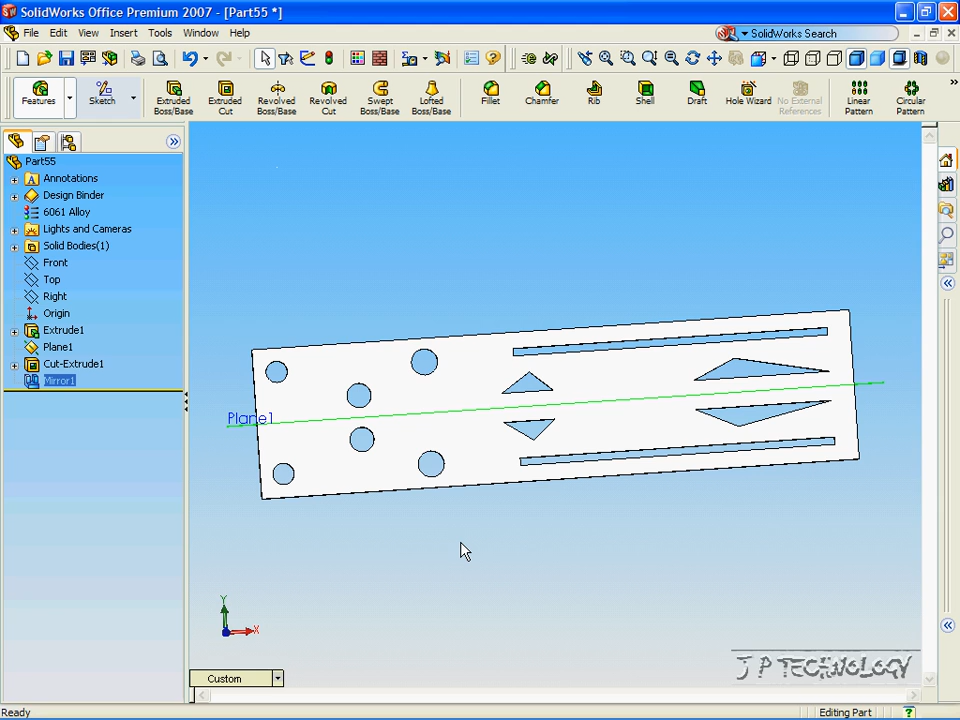 SolidWorks Office Premium 2007 - [Part55 *]
File Edit View Insert Tools Window Help SolidWorks Search
Features Sketch Extruded Boss/Base Extruded Cut Revolved Boss/Base Revolved Cut Swept Boss/Base Lofted Boss/Base Fillet Chamfer Rib Shell Draft Hole Wizard No External References Linear Pattern Circular Pattern
Part55
Annotations
Design Binder
6061 Alloy
Lights and Cameras
Solid Bodies(1)
Front
Top
Right
Origin
Extrude1
Plane1
Cut-Extrude1
Mirror1
Plane1
Y
X
J P TECHNOLOGY
Custom
Ready Editing Part